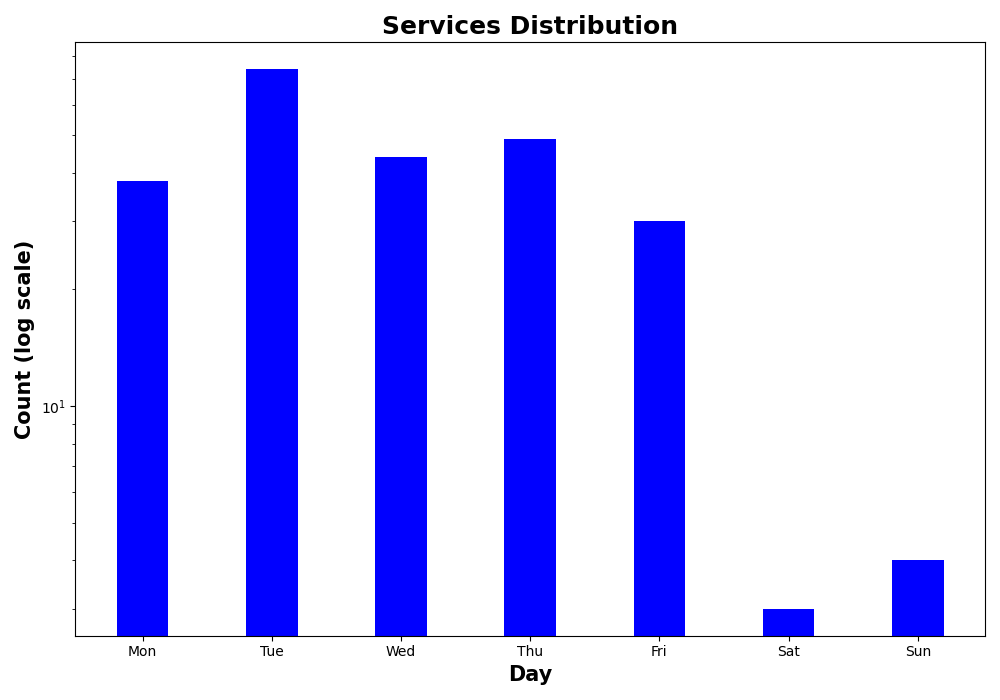 Services Distribution
Count (log scale)
10¹
Mon Tue Wed Thu Fri Sat Sun
Day